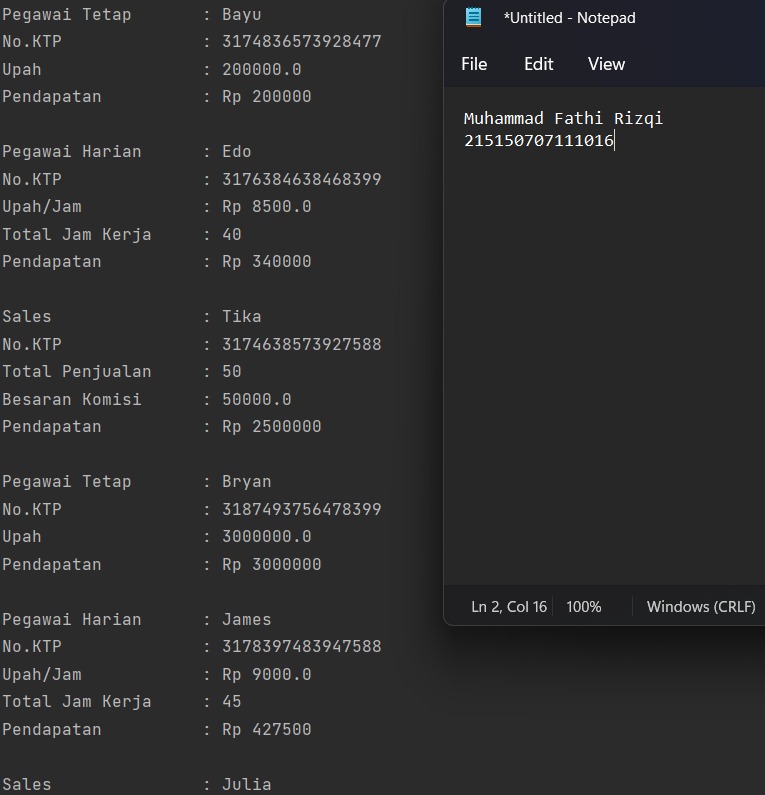 Pegawai Tetap : Bayu
No.KTP : 3174836573928477
Upah : 200000.0
Pendapatan : Rp 200000
Pegawai Harian : Edo
No.KTP : 3176384638468399
Upah/Jam : Rp 8500.0
Total Jam Kerja : 40
Pendapatan : Rp 340000
Sales : Tika
No.KTP : 3174638573927588
Total Penjualan : 50
Besaran Komisi : 50000.0
Pendapatan : Rp 2500000
Pegawai Tetap : Bryan
No.KTP : 3187493756478399
Upah : 3000000.0
Pendapatan : Rp 3000000
Pegawai Harian : James
No.KTP : 3178397483947588
Upah/Jam : Rp 9000.0
Total Jam Kerja : 45
Pendapatan : Rp 427500
Sales : Julia
*Untitled - Notepad
File Edit View
Muhammad Fathi Rizqi
215150707111016
Ln 2, Col 16 100% Windows (CRLF)